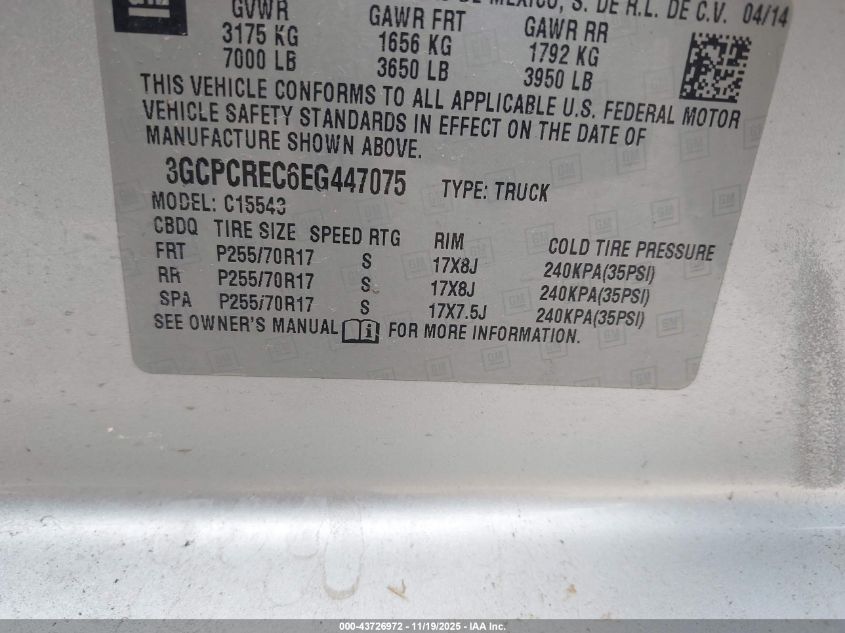 GM
DE MEXICO, S. DE R.L. DE C.V. 04/14
GVWR GAWR FRT GAWR RR
3175 KG 1656 KG 1792 KG
7000 LB 3650 LB 3950 LB
THIS VEHICLE CONFORMS TO ALL APPLICABLE U.S. FEDERAL MOTOR
VEHICLE SAFETY STANDARDS IN EFFECT ON THE DATE OF
MANUFACTURE SHOWN ABOVE.
3GCPCREC6EG447075 TYPE: TRUCK
MODEL: C15543
CBDQ TIRE SIZE SPEED RTG RIM COLD TIRE PRESSURE
FRT P255/70R17 S 17X8J 240KPA(35PSI)
RR P255/70R17 S 17X8J 240KPA(35PSI)
SPA P255/70R17 S 17X7.5J 240KPA(35PSI)
SEE OWNER'S MANUAL FOR MORE INFORMATION.
000-43726972 - 11/19/2025 - IAA Inc.